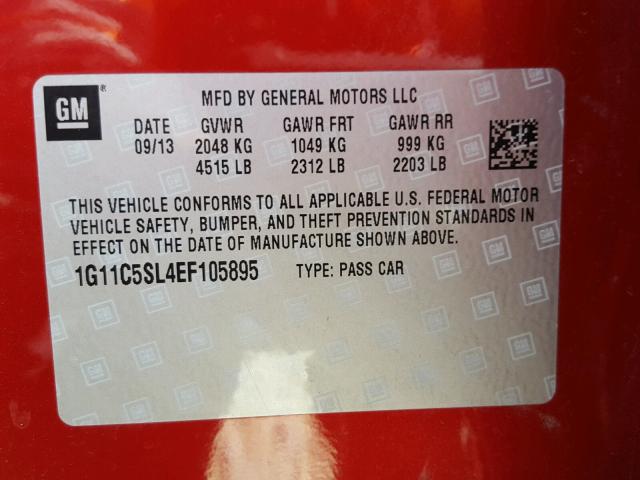 GM
MFD BY GENERAL MOTORS LLC
DATE GVWR GAWR FRT GAWR RR
09/13 2048 KG 1049 KG 999 KG
4515 LB 2312 LB 2203 LB
THIS VEHICLE CONFORMS TO ALL APPLICABLE U.S. FEDERAL MOTOR
VEHICLE SAFETY, BUMPER, AND THEFT PREVENTION STANDARDS IN
EFFECT ON THE DATE OF MANUFACTURE SHOWN ABOVE.
1G11C5SL4EF105895 TYPE: PASS CAR